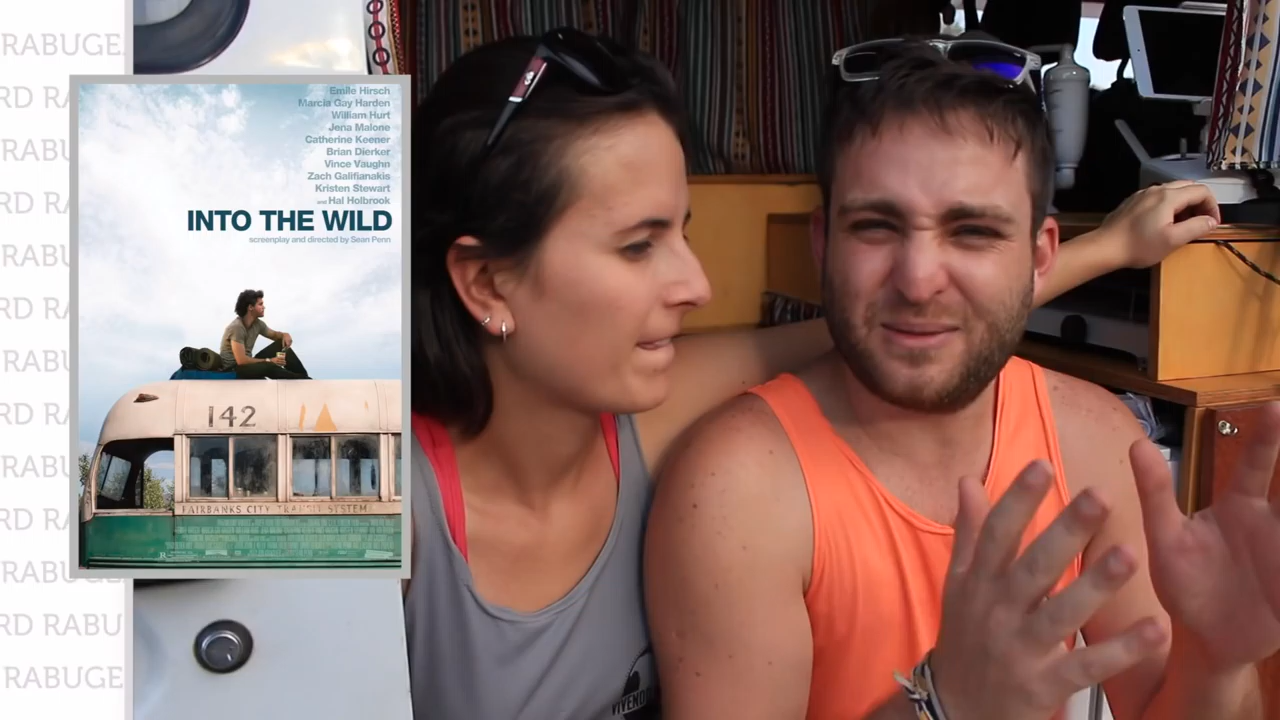 RABUGE
RD RA
RABU
RD RA
RABU
RD RA
RABU
RD RA
RABU
RD RA
RABUGE
RD RABU
RABUGE
Emile Hirsch
Marcia Gay Harden
William Hurt
Jena Malone
Catherine Keener
Brian Dierker
Vince Vaughn
Zach Galifianakis
Kristen Stewart
and Hal Holbrook
INTO THE WILD
screenplay and directed by Sean Penn
142
FAIRBANKS CITY TRANSIT SYSTEM
R